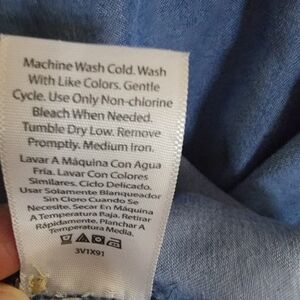 Machine Wash Cold. Wash
With Like Colors. Gentle
Cycle. Use Only Non-chlorine
Bleach When Needed.
Tumble Dry Low. Remove
Promptly. Medium Iron.
Lavar A Máquina Con Agua
Fría. Lavar Con Colores
Similares. Ciclo Delicado.
Usar Solamente Blanqueador
Sin Cloro Cuando Se
Necesite. Secar En Máquina
A Temperatura Baja. Retirar
Rápidamente. Planchar A
Temperatura Media.
3V1X91